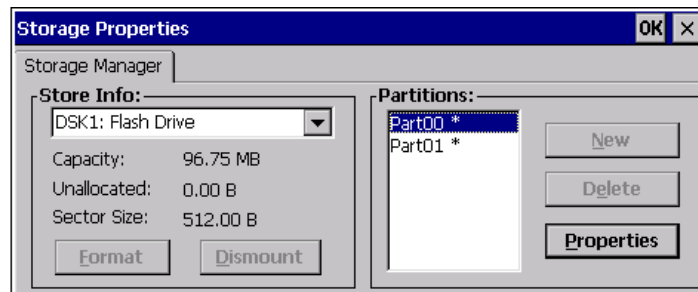 Storage Properties OK ×
Storage Manager
Store Info:
DSK1: Flash Drive
Capacity: 96.75 MB
Unallocated: 0.00 B
Sector Size: 512.00 B
Format Dismount
Partitions:
Part00 *
Part01 *
New
Delete
Properties